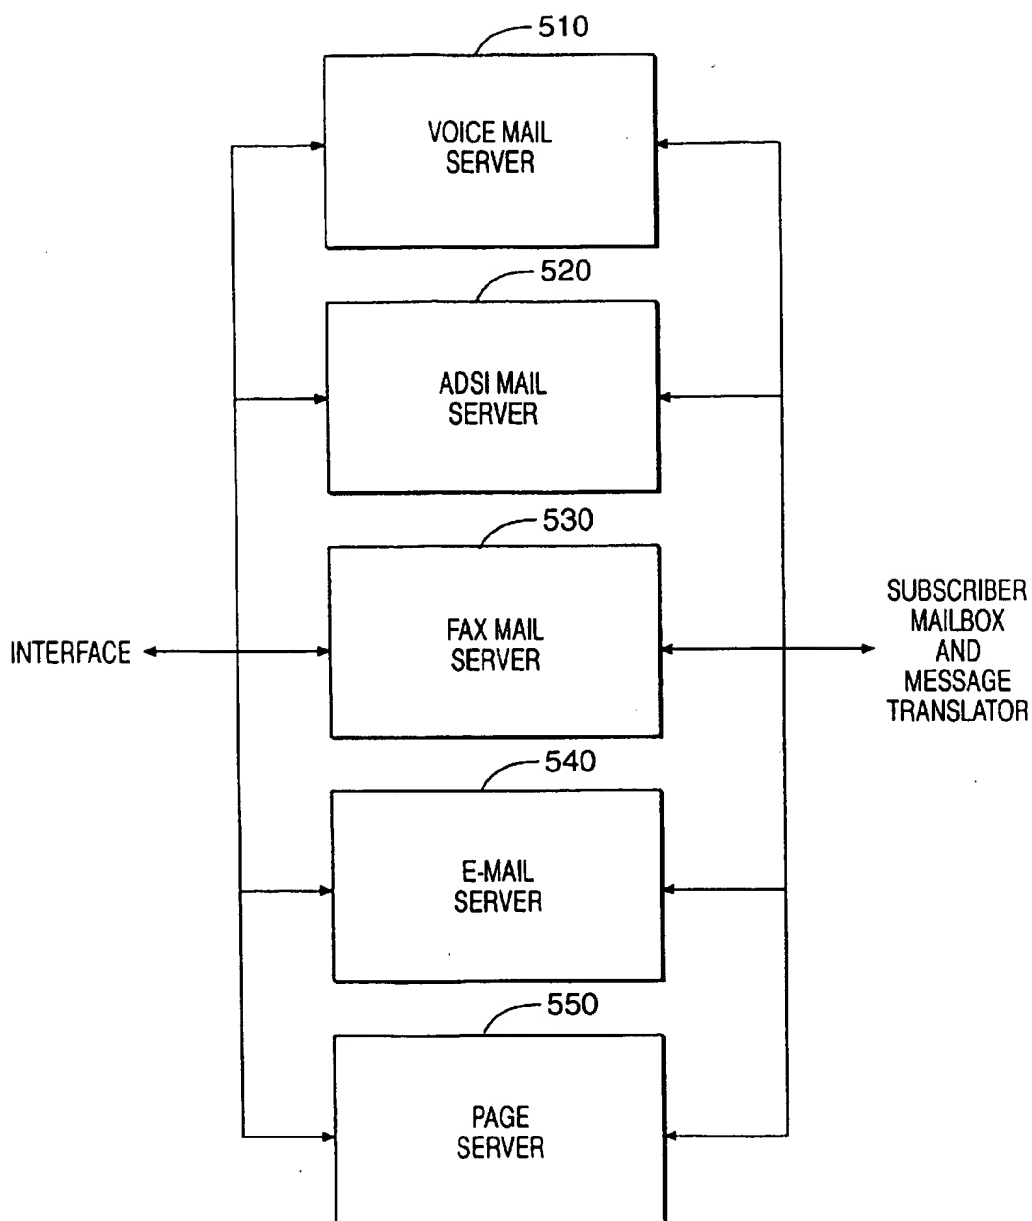 510
VOICE MAIL
SERVER
520
ADSI MAIL
SERVER
530
FAX MAIL
SERVER
INTERFACE
SUBSCRIBER
MAILBOX
AND
MESSAGE
TRANSLATOR
540
E-MAIL
SERVER
550
PAGE
SERVER